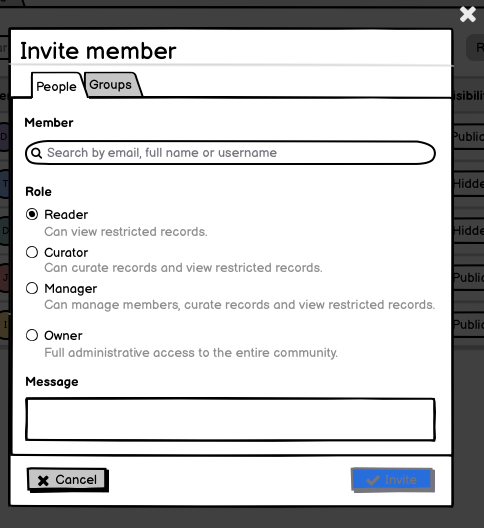 Invite member
People
Groups
Member
Search by email, full name or username
Role
Reader
Can view restricted records.
Curator
Can curate records and view restricted records.
Manager
Can manage members, curate records and view restricted records.
Owner
Full administrative access to the entire community.
Message
Cancel
Invite
Public
Hidde
Hidde
Public
Public